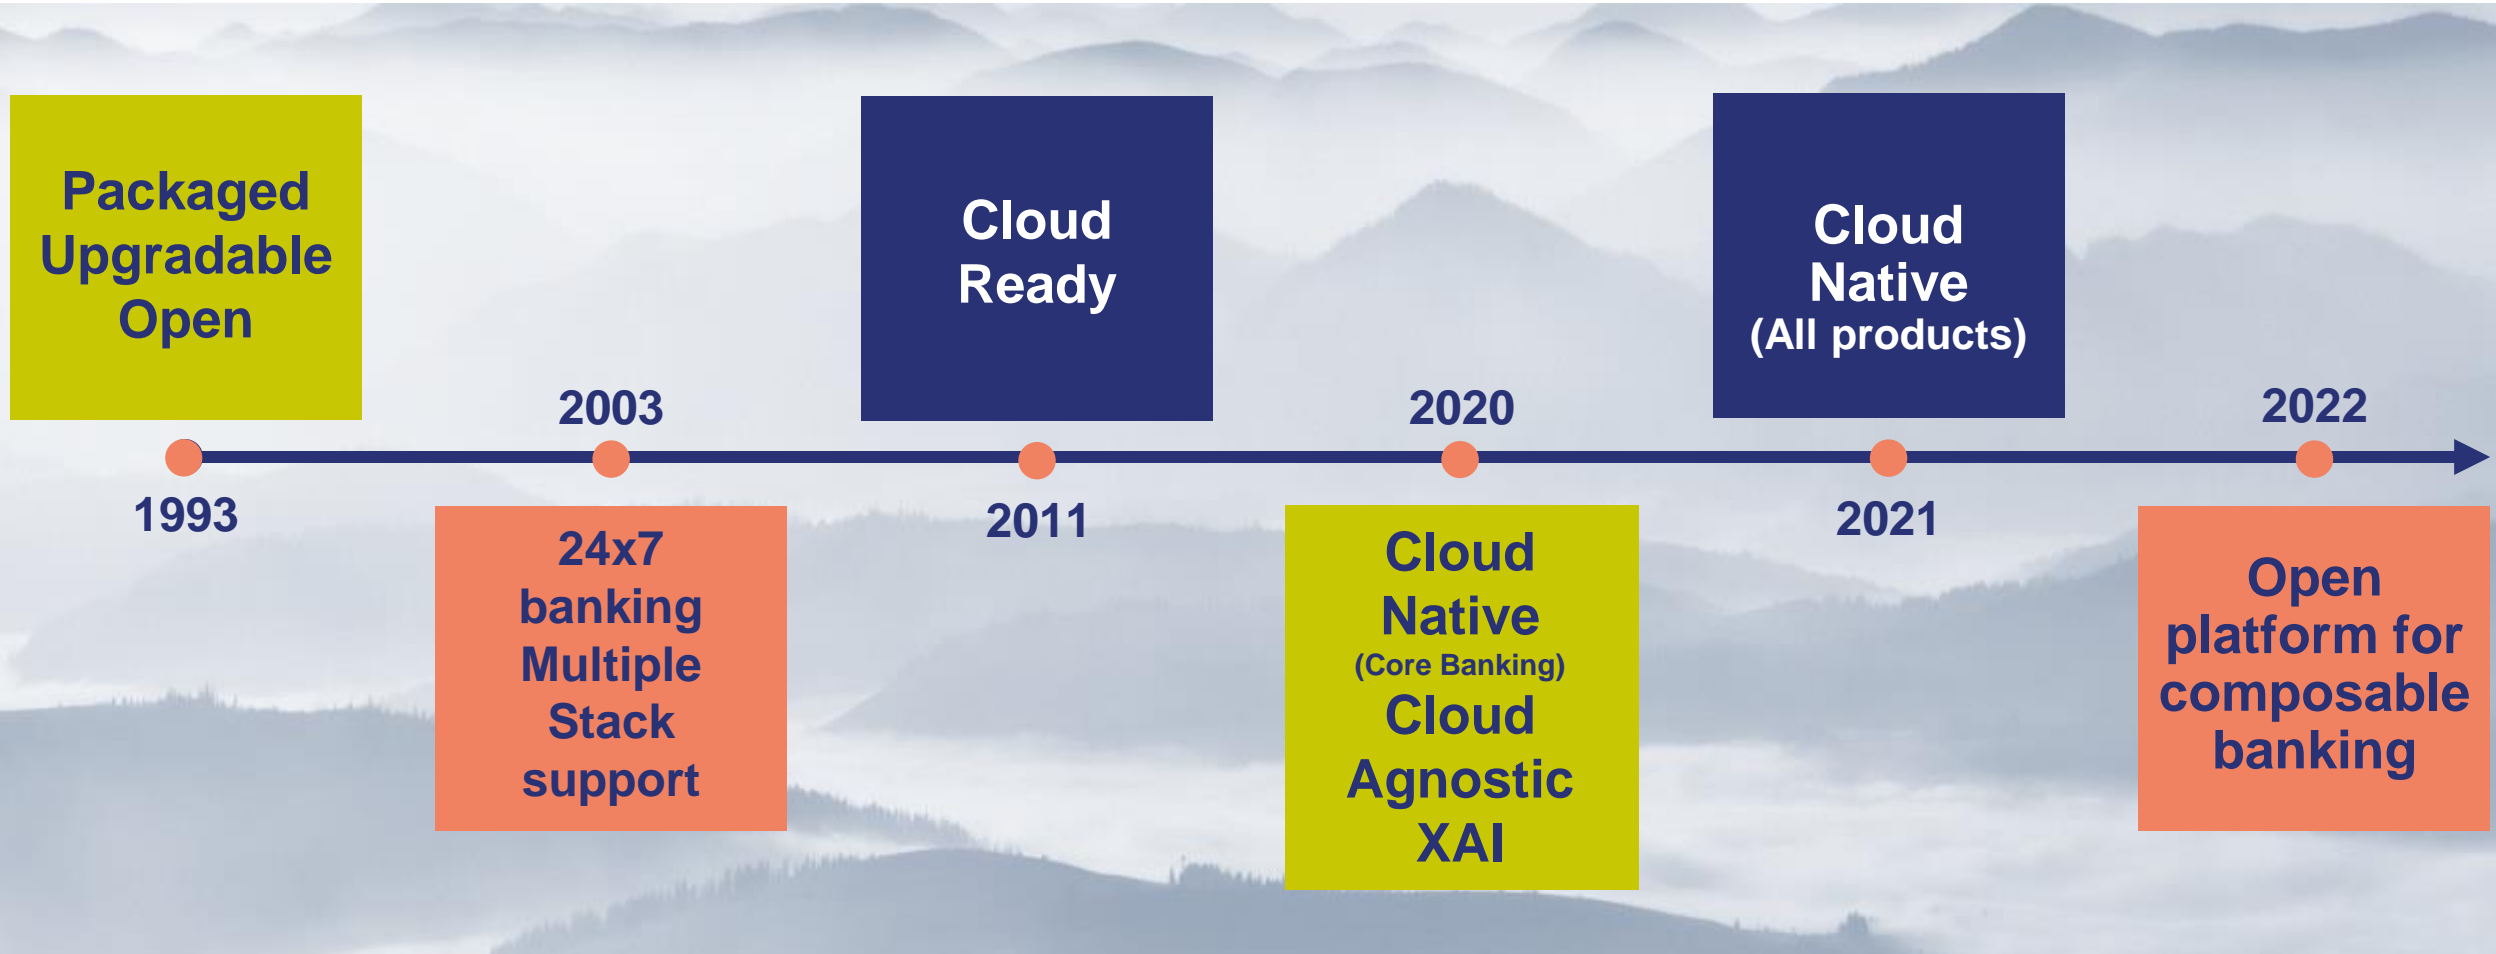 Packaged
Upgradable
Open
1993
2003
24x7
banking
Multiple
Stack
support
Cloud
Ready
2011
2020
Cloud
Native
(Core Banking)
Cloud
Agnostic
XAI
Cloud
Native
(All products)
2021
2022
Open
platform for
composable
banking